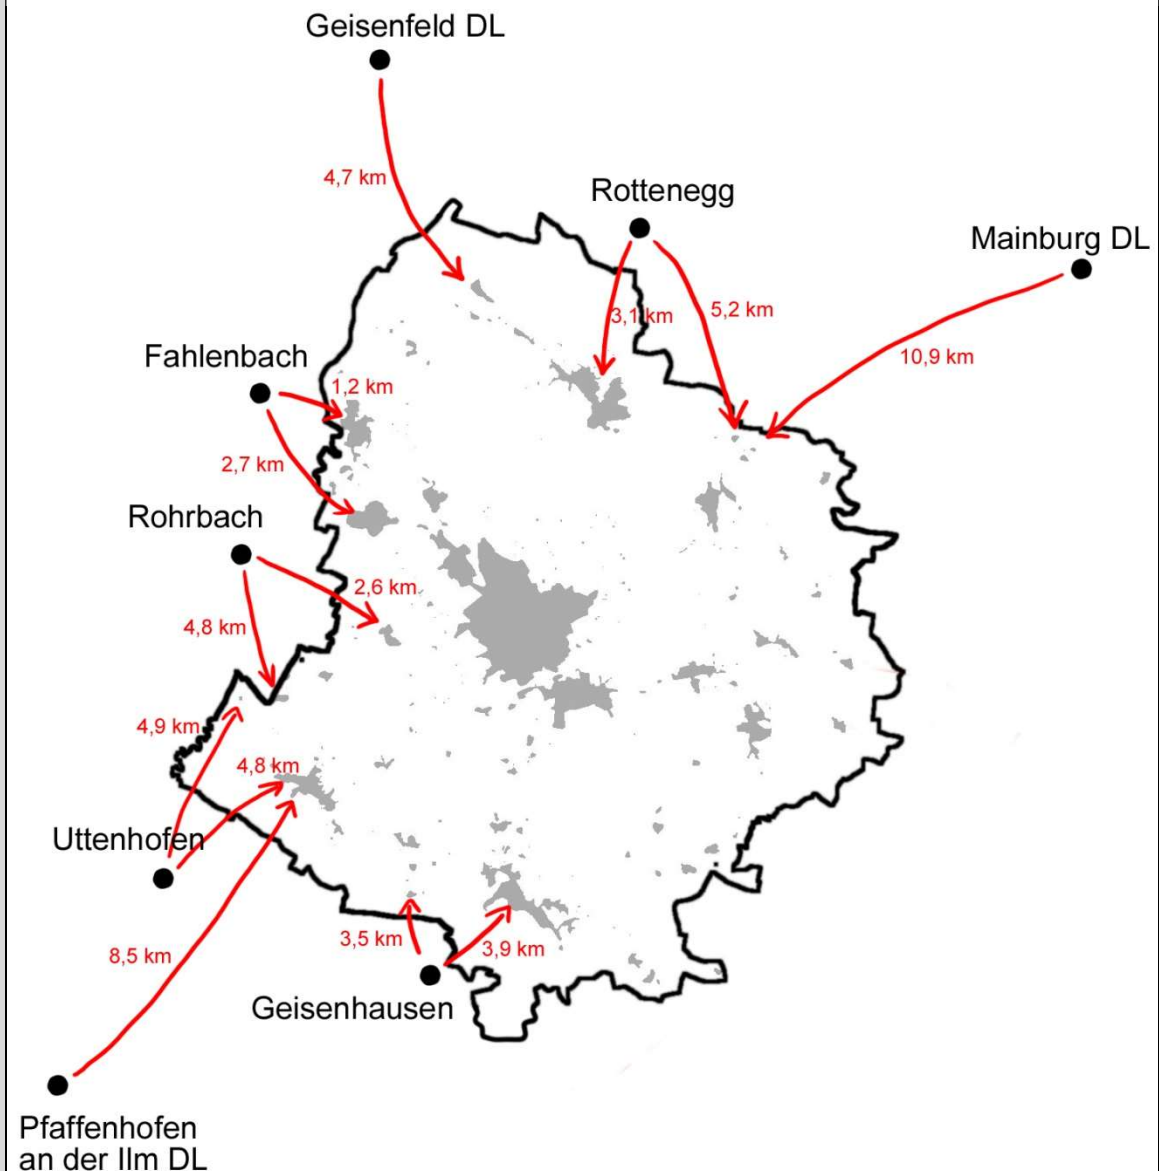 Geisenfeld DL
4,7 km
Rottenegg
Mainburg DL
3,1 km
5,2 km
10,9 km
Fahlenbach
1,2 km
2,7 km
Rohrbach
2,6 km
4,8 km
4,9 km
4,8 km
Uttenhofen
8,5 km
3,5 km
3,9 km
Geisenhausen
Pfaffenhofen
an der Ilm DL